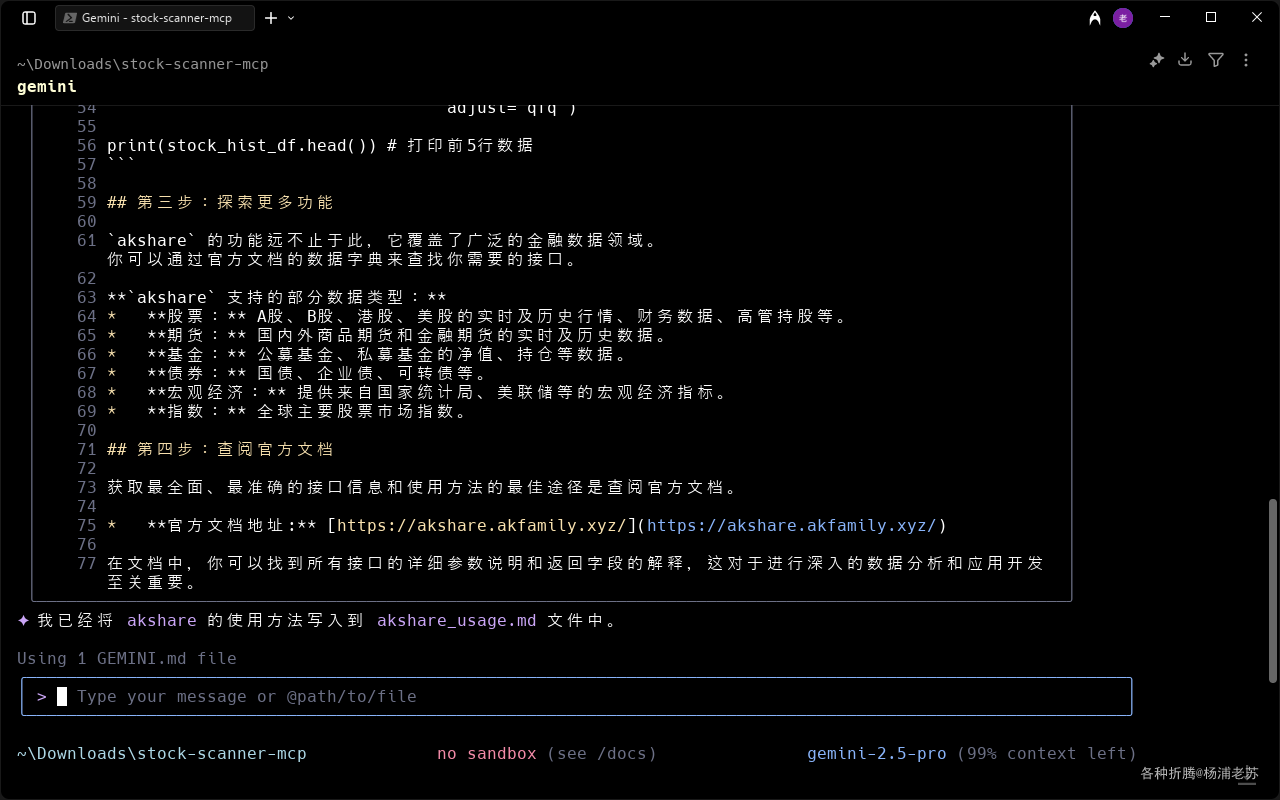 Gemini - stock-scanner-mcp
老
~\Downloads\stock-scanner-mcp
gemini
54 adjust="qfq")
55
56 print(stock_hist_df.head()) # 打印前5行数据
57 ```
58
59 ## 第三步：探索更多功能
60
61 `akshare` 的功能远不止于此，它覆盖了广泛的金融数据领域。
你可以通过官方文档的数据字典来查找你需要的接口。
62
63 **`akshare` 支持的部分数据类型：**
64 * **股票：** A股、B股、港股、美股的实时及历史行情、财务数据、高管持股等。
65 * **期货：** 国内外商品期货和金融期货的实时及历史数据。
66 * **基金：** 公募基金、私募基金的净值、持仓等数据。
67 * **债券：** 国债、企业债、可转债等。
68 * **宏观经济：** 提供来自国家统计局、美联储等的宏观经济指标。
69 * **指数：** 全球主要股票市场指数。
70
71 ## 第四步：查阅官方文档
72
73 获取最全面、最准确的接口信息和使用方法的最佳途径是查阅官方文档。
74
75 * **官方文档地址:** [https://akshare.akfamily.xyz/](https://akshare.akfamily.xyz/)
76
77 在文档中，你可以找到所有接口的详细参数说明和返回字段的解释，这对于进行深入的数据分析和应用开发
至关重要。
✦ 我已经将 akshare 的使用方法写入到 akshare_usage.md 文件中。
Using 1 GEMINI.md file
> Type your message or @path/to/file
~\Downloads\stock-scanner-mcp no sandbox (see /docs) gemini-2.5-pro (99% context left)
各种折腾@杨浦老苏